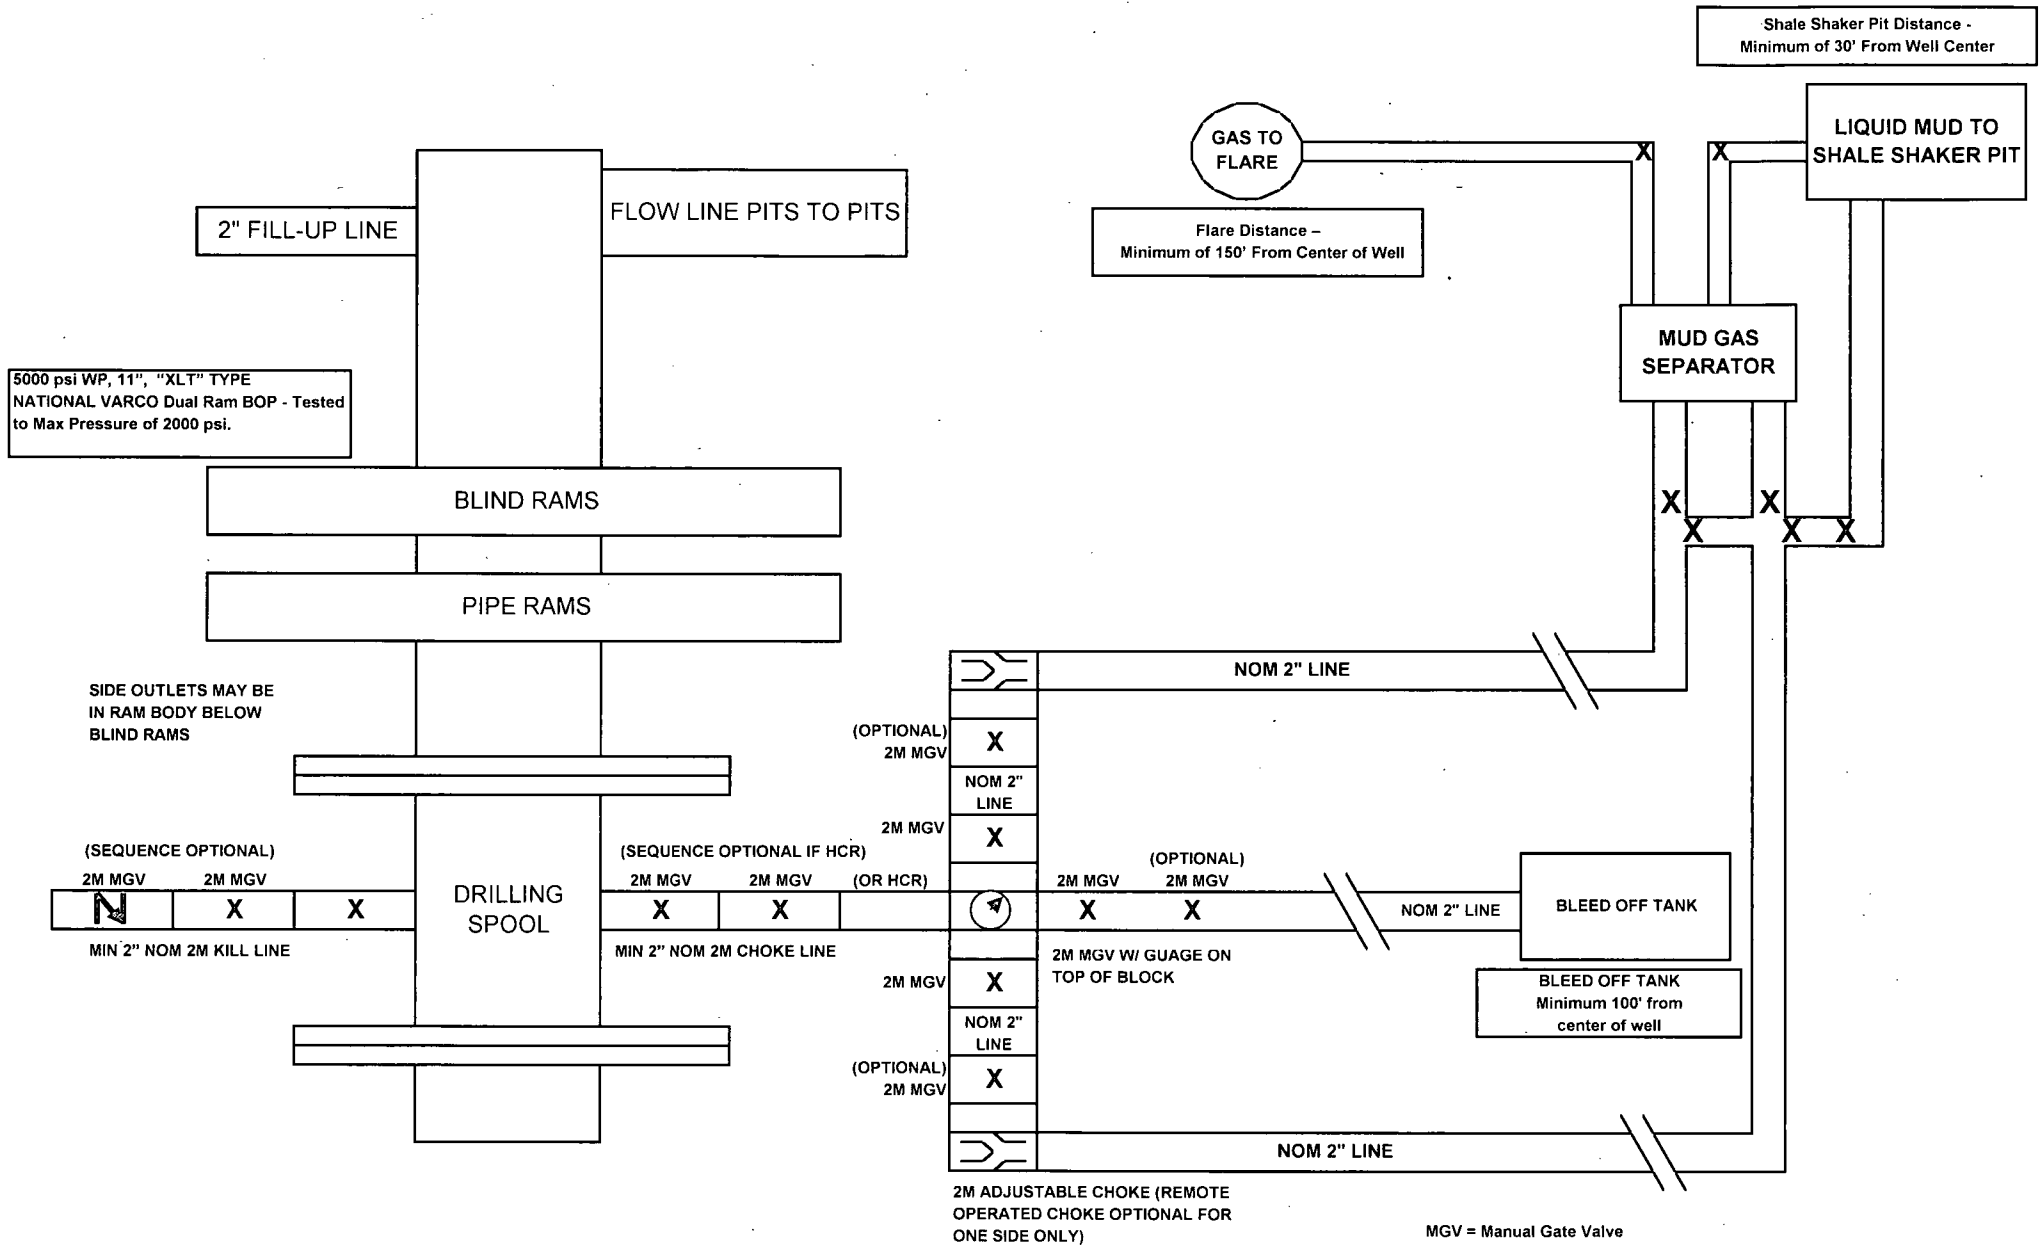 Shale Shaker Pit Distance -
Minimum of 30' From Well Center
LIQUID MUD TO
SHALE SHAKER PIT
GAS TO
FLARE
X
X
Flare Distance –
Minimum of 150' From Center of Well
FLOW LINE PITS TO PITS
2" FILL-UP LINE
MUD GAS
SEPARATOR
5000 psi WP, 11", "XLT" TYPE
NATIONAL VARCO Dual Ram BOP - Tested
to Max Pressure of 2000 psi.
BLIND RAMS
X
X
X
X
X
PIPE RAMS
SIDE OUTLETS MAY BE
IN RAM BODY BELOW
BLIND RAMS
NOM 2" LINE
(OPTIONAL)
2M MGV
X
NOM 2"
LINE
2M MGV
X
(SEQUENCE OPTIONAL)
2M MGV
2M MGV
X
X
MIN 2" NOM 2M KILL LINE
DRILLING
SPOOL
(SEQUENCE OPTIONAL IF HCR)
2M MGV
2M MGV
(OR HCR)
X
X
MIN 2" NOM 2M CHOKE LINE
(OPTIONAL)
2M MGV
2M MGV
X
X
NOM 2" LINE
BLEED OFF TANK
2M MGV W/ GUAGE ON
TOP OF BLOCK
BLEED OFF TANK
Minimum 100' from
center of well
2M MGV
X
NOM 2"
LINE
(OPTIONAL)
2M MGV
X
NOM 2" LINE
2M ADJUSTABLE CHOKE (REMOTE
OPERATED CHOKE OPTIONAL FOR
ONE SIDE ONLY)
MGV = Manual Gate Valve